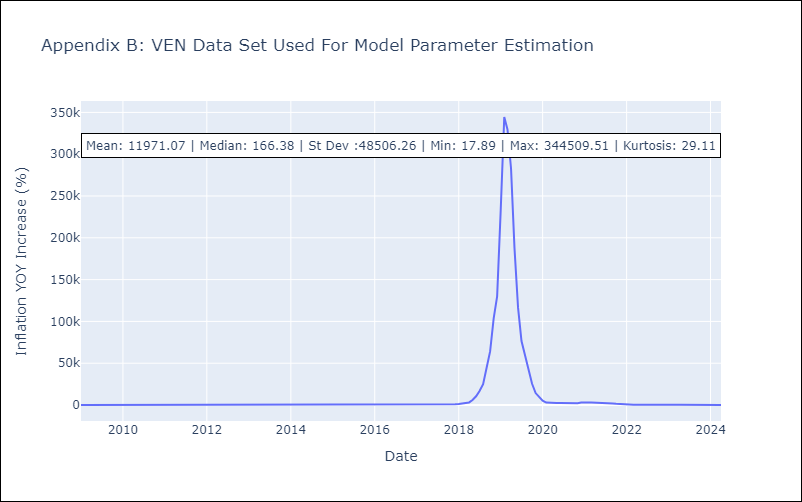 Appendix B: VEN Data Set Used For Model Parameter Estimation
350k
Mean: 11971.07 | Median: 166.38 | St Dev :48506.26 | Min: 17.89 | Max: 344509.51 | Kurtosis: 29.11
300k
250k
200k
150k
100k
50k
0
Inflation YOY Increase (%)
2010 2012 2014 2016 2018 2020 2022 2024
Date